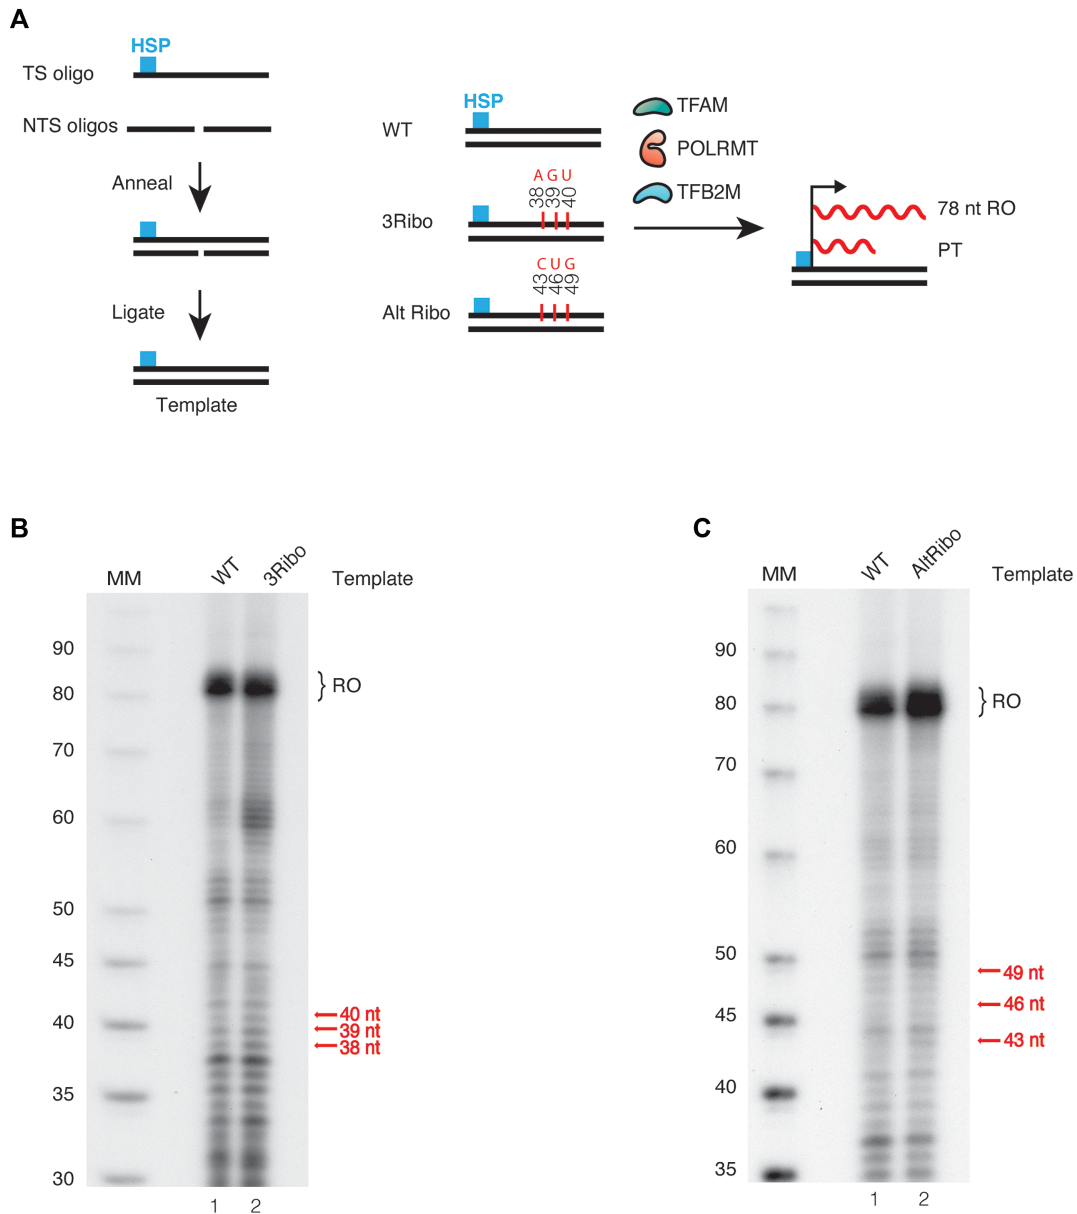 A
HSP
TS oligo
NTS oligos
Anneal
Ligate
Template
HSP
WT
A G U
38 39 40
3Ribo
C U G
43 46 49
Alt Ribo
TFAM
POLRMT
TFB2M
78 nt RO
PT
B
MM
WT
3Ribo
Template
90
80
70
60
50
45
40
35
30
} RO
40 nt
39 nt
38 nt
1 2
C
MM
WT
AltRibo
Template
90
80
70
60
50
45
40
35
} RO
49 nt
46 nt
43 nt
1 2